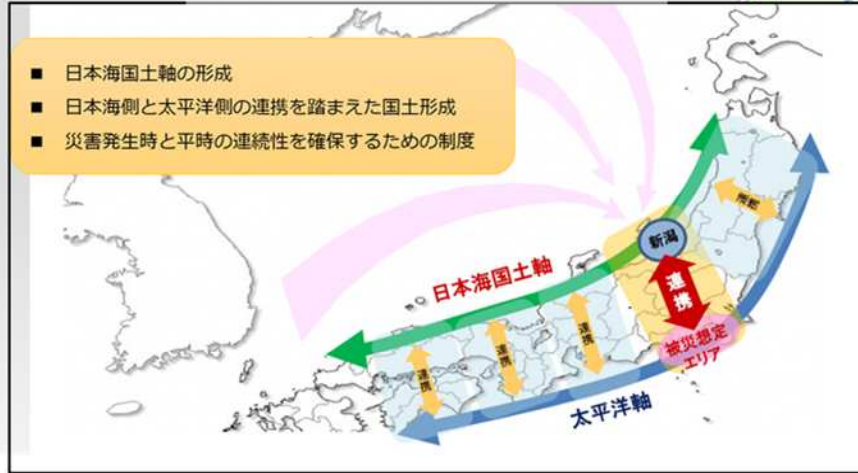 ■ 日本海国土軸の形成
■ 日本海側と太平洋側の連携を踏まえた国土形成
■ 災害発生時と平時の連続性を確保するための制度
連携
新潟
日本海国土軸
連携
被災想定
エリア
連携
連携
連携
太平洋軸